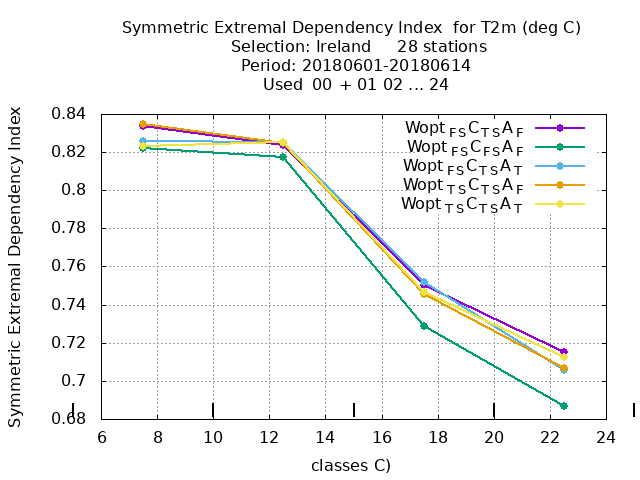 Symmetric Extremal Dependency Index  for T2m (deg C)
Selection: Ireland     28 stations
Period: 20180601-20180614
Used  00 + 01 02 ... 24
Symmetric Extremal Dependency Index
0.84
0.82
0.8
0.78
0.76
0.74
0.72
0.7
0.68
Wopt FS C TS A F
Wopt FS C FS A F
Wopt FS C TS A T
Wopt TS C TS A F
Wopt TS C TS A T
6 8 10 12 14 16 18 20 22 24
classes C)